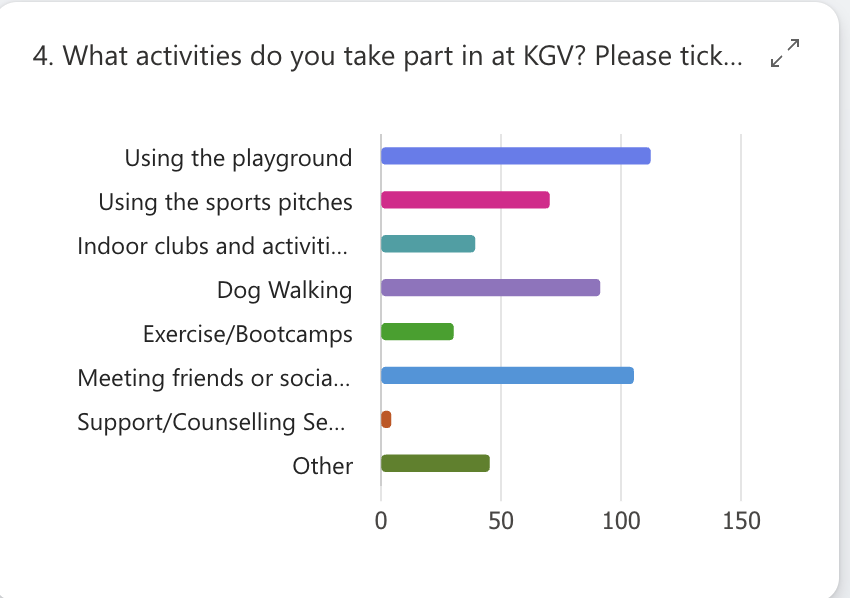 4. What activities do you take part in at KGV? Please tick...
Using the playground
Using the sports pitches
Indoor clubs and activiti...
Dog Walking
Exercise/Bootcamps
Meeting friends or socia...
Support/Counselling Se...
Other
0 50 100 150